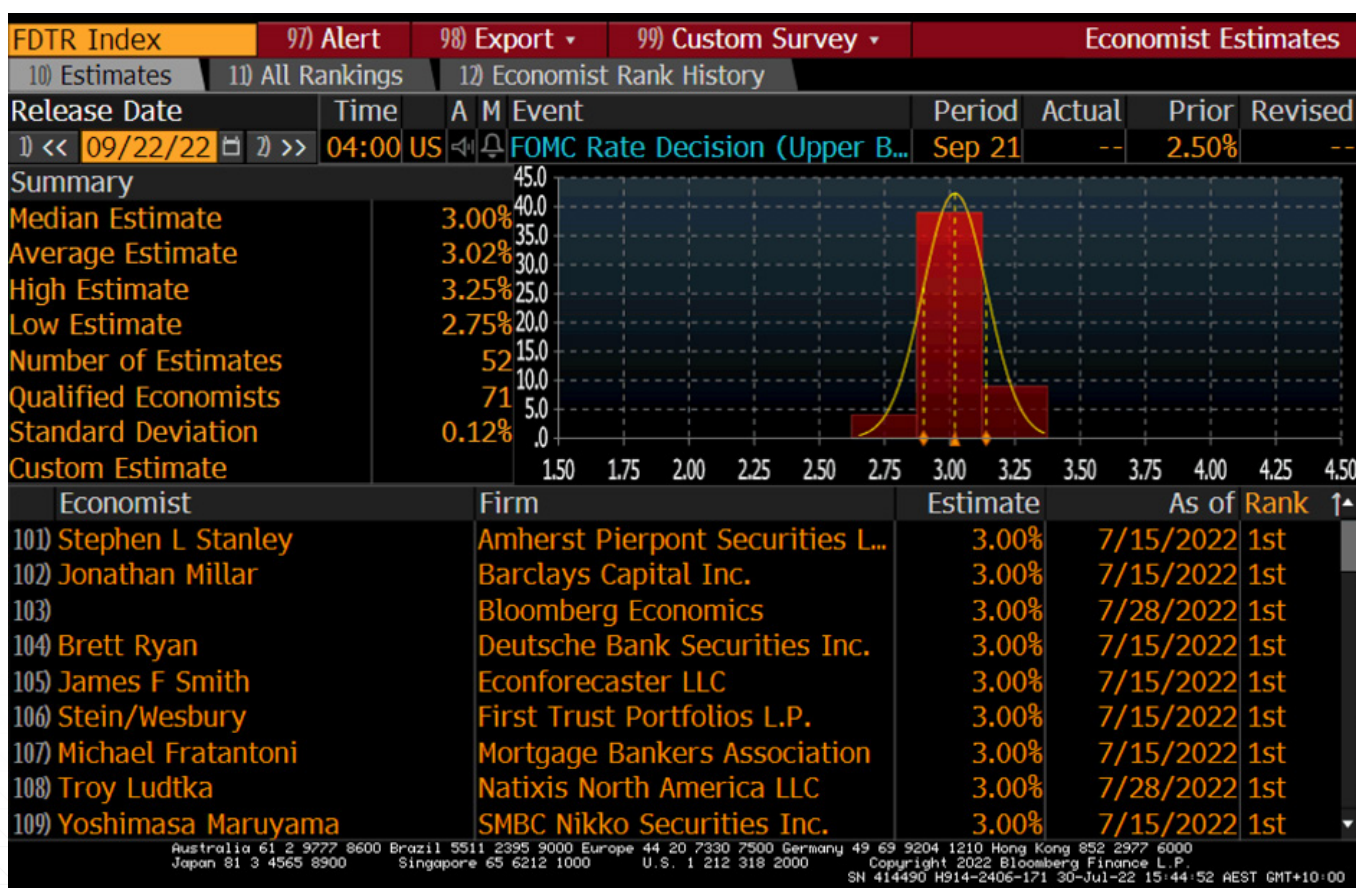 FDTR Index 97) Alert 98) Export 99) Custom Survey Economist Estimates
10) Estimates 11) All Rankings 12) Economist Rank History
Release Date Time A M Event Period Actual Prior Revised
1) << 09/22/22 2) >> 04:00 US FOMC Rate Decision (Upper B... Sep 21 -- 2.50% --
Summary
Median Estimate 3.00%
Average Estimate 3.02%
High Estimate 3.25%
Low Estimate 2.75%
Number of Estimates 52
Qualified Economists 71
Standard Deviation 0.12%
Custom Estimate
45.0
40.0
35.0
30.0
25.0
20.0
15.0
10.0
5.0
.0
1.50 1.75 2.00 2.25 2.50 2.75 3.00 3.25 3.50 3.75 4.00 4.25 4.50
Economist Firm Estimate As of Rank
101) Stephen L Stanley Amherst Pierpont Securities L... 3.00% 7/15/2022 1st
102) Jonathan Millar Barclays Capital Inc. 3.00% 7/15/2022 1st
103) Bloomberg Economics 3.00% 7/28/2022 1st
104) Brett Ryan Deutsche Bank Securities Inc. 3.00% 7/15/2022 1st
105) James F Smith Econforecaster LLC 3.00% 7/15/2022 1st
106) Stein/Wesbury First Trust Portfolios L.P. 3.00% 7/15/2022 1st
107) Michael Fratantoni Mortgage Bankers Association 3.00% 7/15/2022 1st
108) Troy Ludtka Natixis North America LLC 3.00% 7/28/2022 1st
109) Yoshimasa Maruyama SMBC Nikko Securities Inc. 3.00% 7/15/2022 1st
Australia 61 2 9777 8600 Brazil 5511 2395 9000 Europe 44 20 7330 7500 Germany 49 69 9204 1210 Hong Kong 852 2977 6000
Japan 81 3 4565 8900 Singapore 65 6212 1000 U.S. 1 212 318 2000 Copyright 2022 Bloomberg Finance L.P.
SN 414490 H914-2406-171 30-Jul-22 15:44:52 AEST GMT+10:00